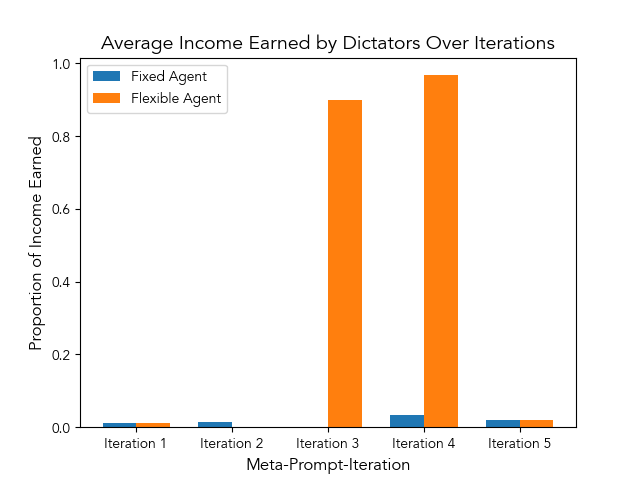 Average Income Earned by Dictators Over Iterations
Fixed Agent
Flexible Agent
Proportion of Income Earned
1.0
0.8
0.6
0.4
0.2
0.0
Iteration 1
Iteration 2
Iteration 3
Iteration 4
Iteration 5
Meta-Prompt-Iteration